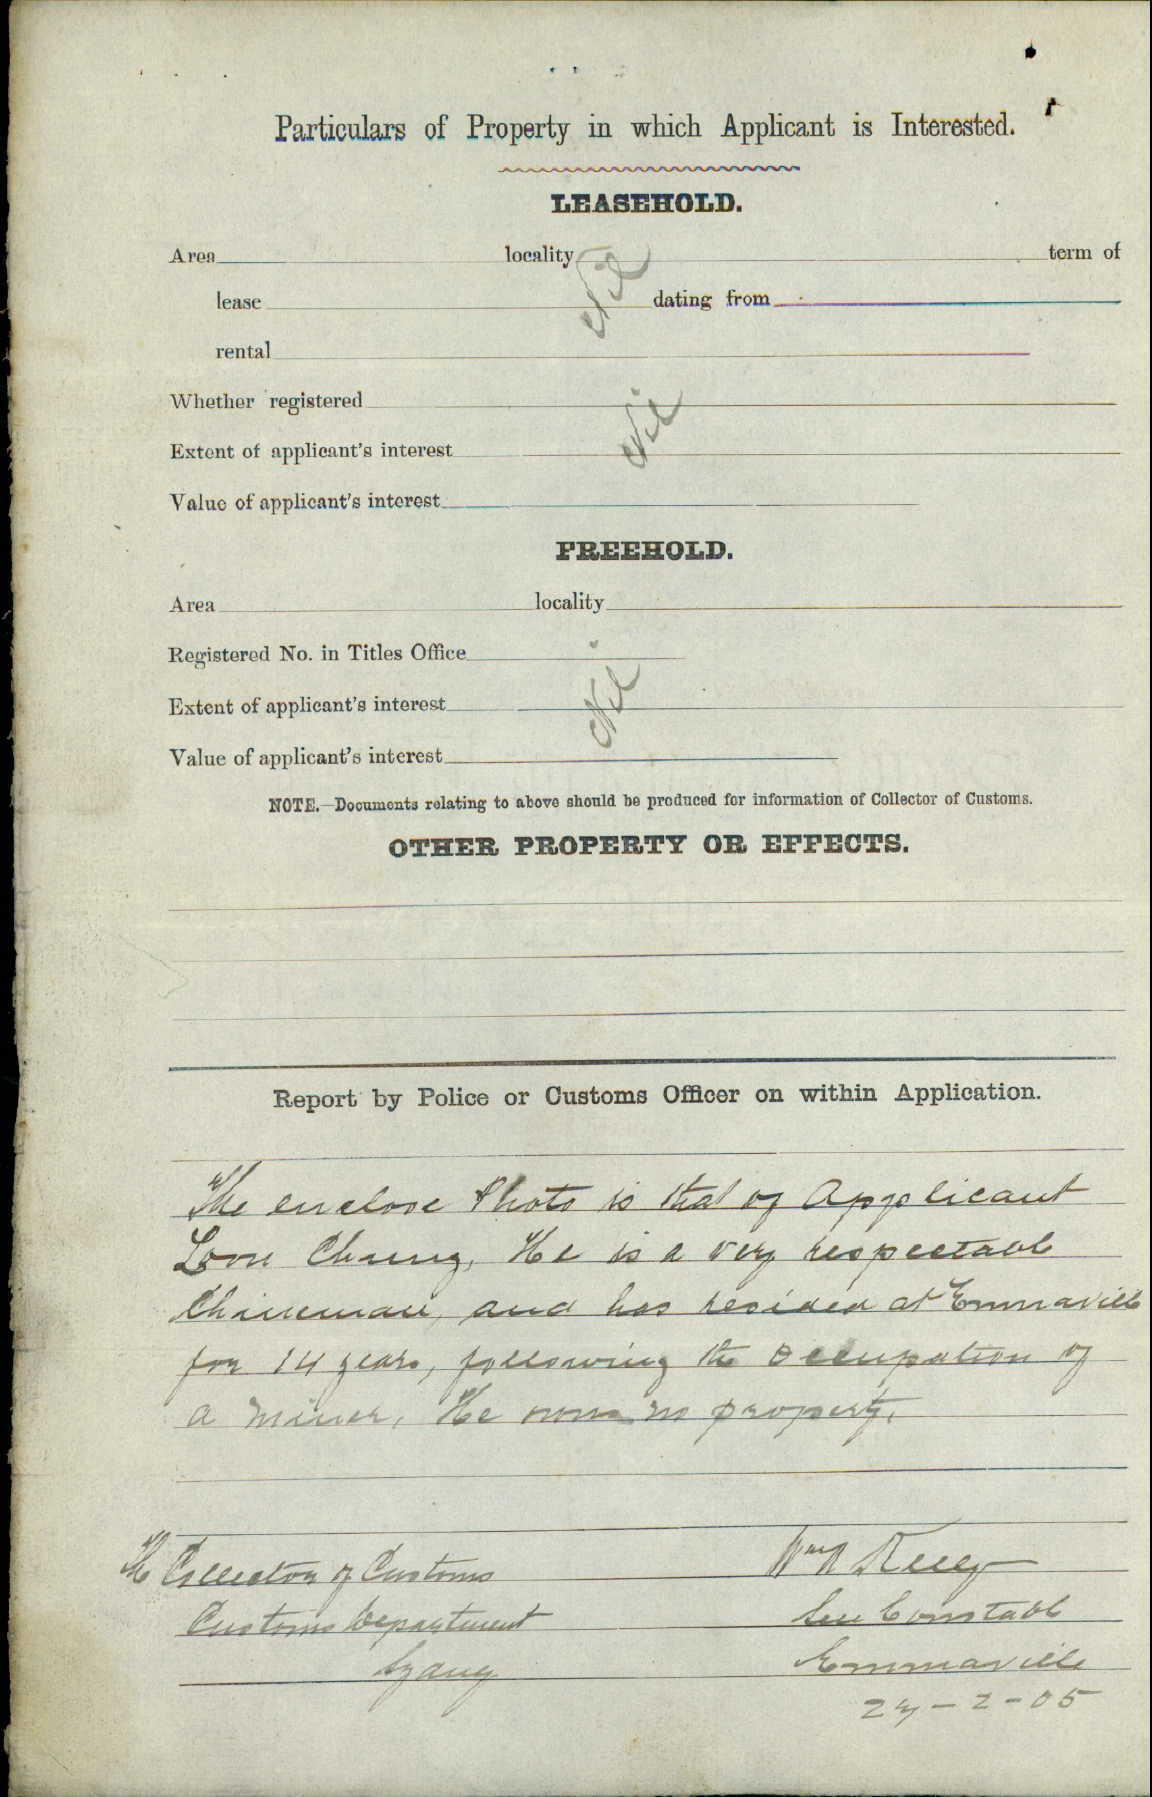 Particulars of Property in which Applicant is Interested.
LEASEHOLD.
Area locality term of
Nil
lease dating from
rental
Whether registered
Nil
Extent of applicant's interest
Value of applicant's interest
FREEHOLD.
Area locality
Registered No. in Titles Office
Nil
Extent of applicant's interest
Value of applicant's interest
NOTE.—Documents relating to above should be produced for information of Collector of Customs.
OTHER PROPERTY OR EFFECTS.
Report by Police or Customs Officer on within Application.
The enclose Photo is that of Applicant
Loon Chung, He is a very respectable
Chineman, and has resided at Emmaville
for 14 years, following the Occupation of
a miner, He owns no property.
The Collector of Customs Wm Kelly
Customs Department Sen Constable
Sydney Emmaville
-2-05